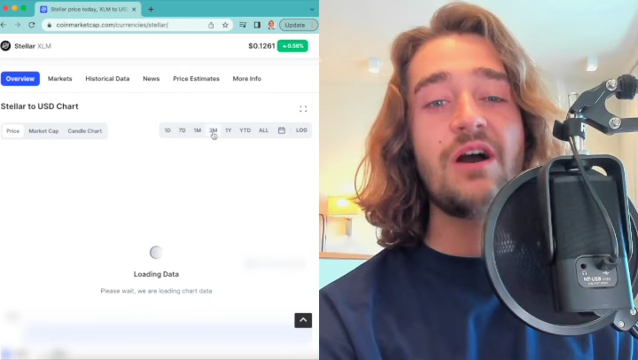 Stellar price today, XLM to USD
coinmarketcap.com/currencies/stellar/
Update
Stellar XLM
$0.1261
0.56%
Overview
Markets
Historical Data
News
Price Estimates
More Info
Stellar to USD Chart
Price
Market Cap
Candle Chart
1D
7D
1M
3M
1Y
YTD
ALL
LOG
Loading Data
Please wait, we are loading chart data
NT-USB